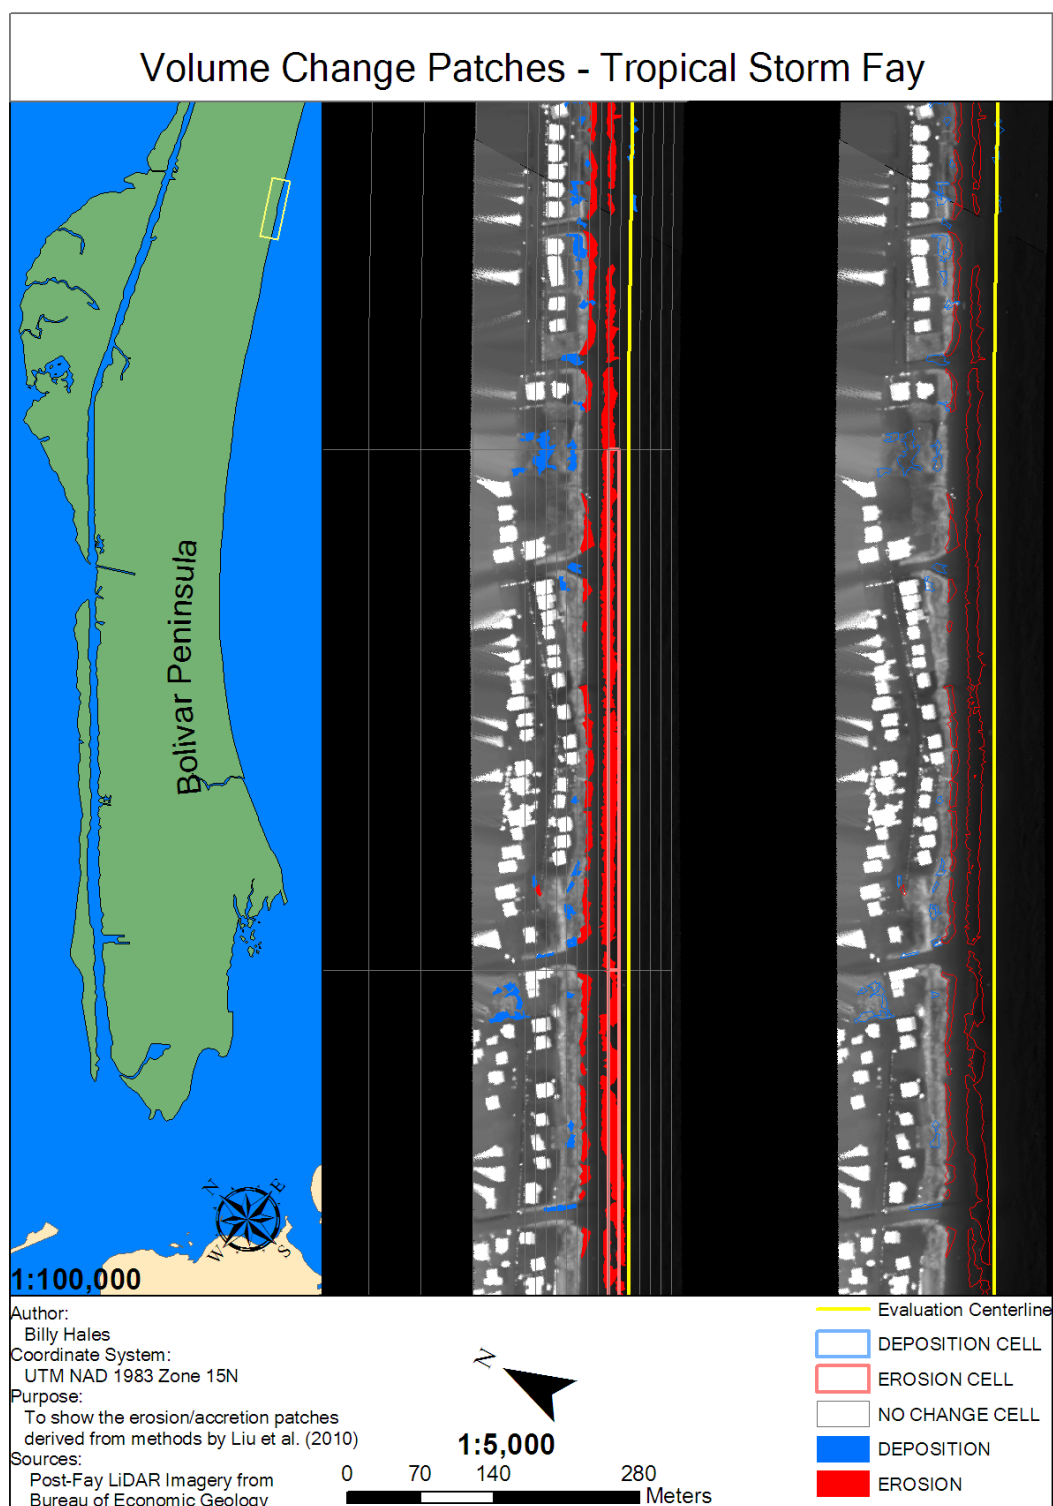 Volume Change Patches - Tropical Storm Fay
Bolivar Peninsula
N
E
W
S
1:100,000
Author:
Billy Hales
Coordinate System:
UTM NAD 1983 Zone 15N
Purpose:
To show the erosion/accretion patches
derived from methods by Liu et al. (2010)
Sources:
Post-Fay LiDAR Imagery from
Bureau of Economic Geology
N
1:5,000
0 70 140 280
Meters
Evaluation Centerline
DEPOSITION CELL
EROSION CELL
NO CHANGE CELL
DEPOSITION
EROSION